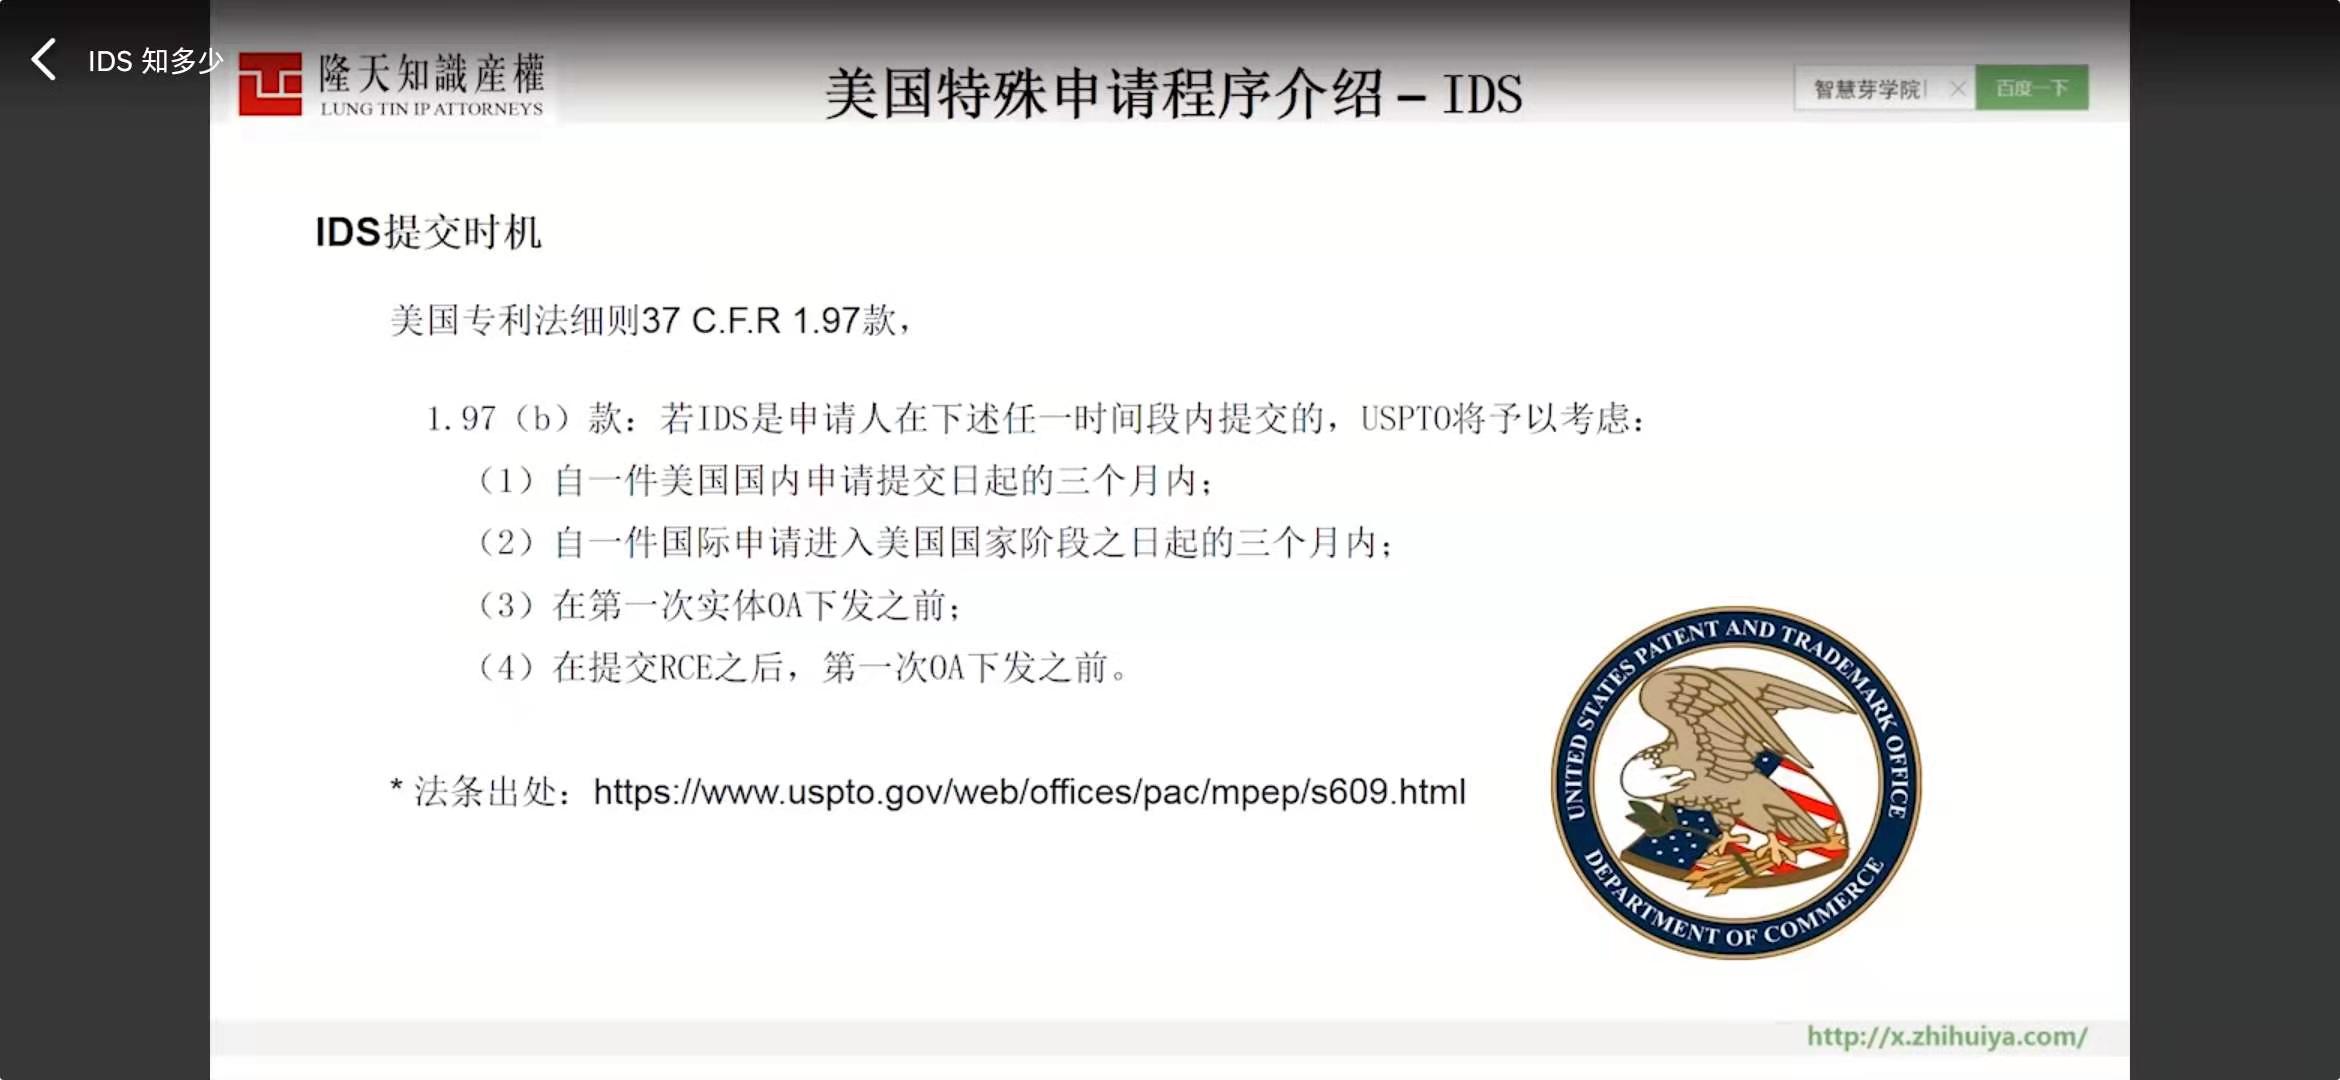 IDS 知多少
隆天知識産權
LUNG TIN IP ATTORNEYS
美国特殊申请程序介绍 – IDS
智慧芽学院
百度一下
IDS提交时机
美国专利法细则37 C.F.R 1.97款，
1.97（b）款：若IDS是申请人在下述任一时间段内提交的，USPTO将予以考虑：
（1）自一件美国国内申请提交日起的三个月内；
（2）自一件国际申请进入美国国家阶段之日起的三个月内；
（3）在第一次实体OA下发之前；
（4）在提交RCE之后，第一次OA下发之前。
* 法条出处：https://www.uspto.gov/web/offices/pac/mpep/s609.html
UNITED STATES PATENT AND TRADEMARK OFFICE
DEPARTMENT OF COMMERCE
http://x.zhihuiya.com/